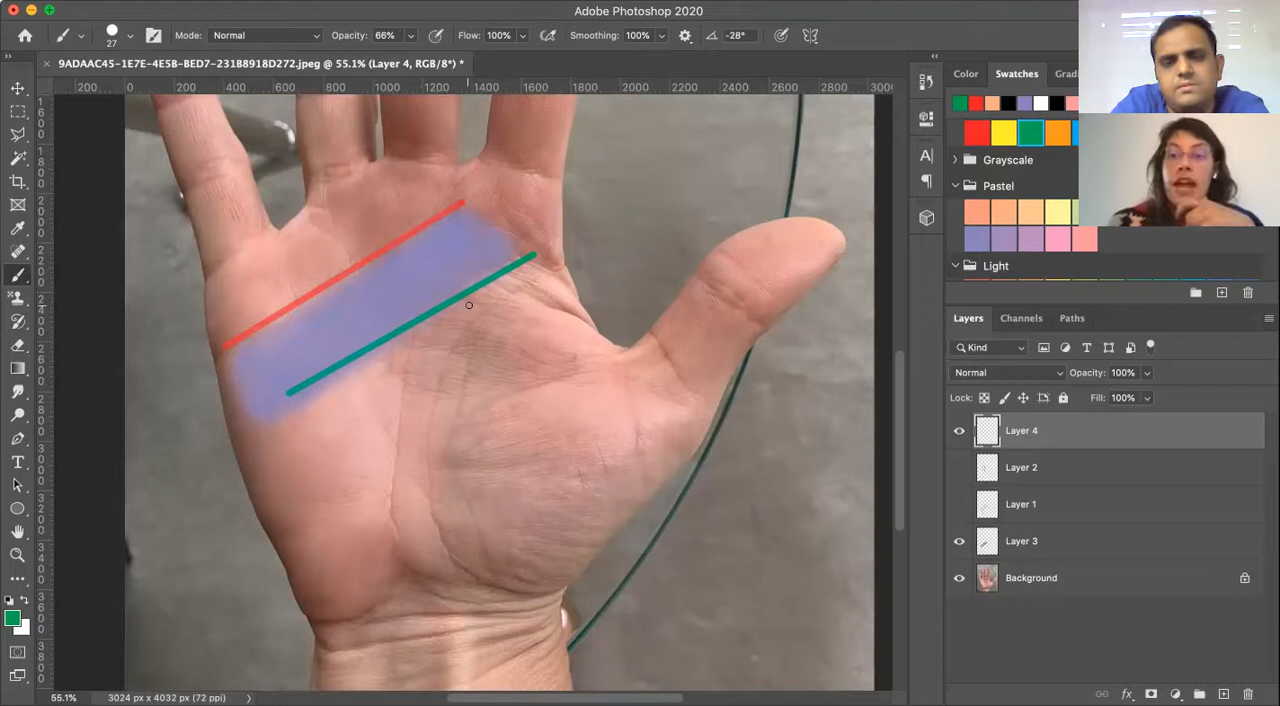 Adobe Photoshop 2020
27
Mode: Normal
Opacity: 66%
Flow: 100%
Smoothing: 100%
-28°
9ADAAC45-1E7E-4E5B-BED7-231B8918D272.jpeg @ 55.1% (Layer 4, RGB/8*) *
200 0 200 400 600 800 1000 1200 1400 1600 2000 2200 2400 2600 2800 3000
Color Swatches Gradi
Grayscale
Pastel
Light
Layers Channels Paths
Kind
Normal
Opacity: 100%
Lock:
Fill: 100%
Layer 4
Layer 2
Layer 1
Layer 3
Background
fx
55.1%
3024 px x 4032 px (72 ppi)